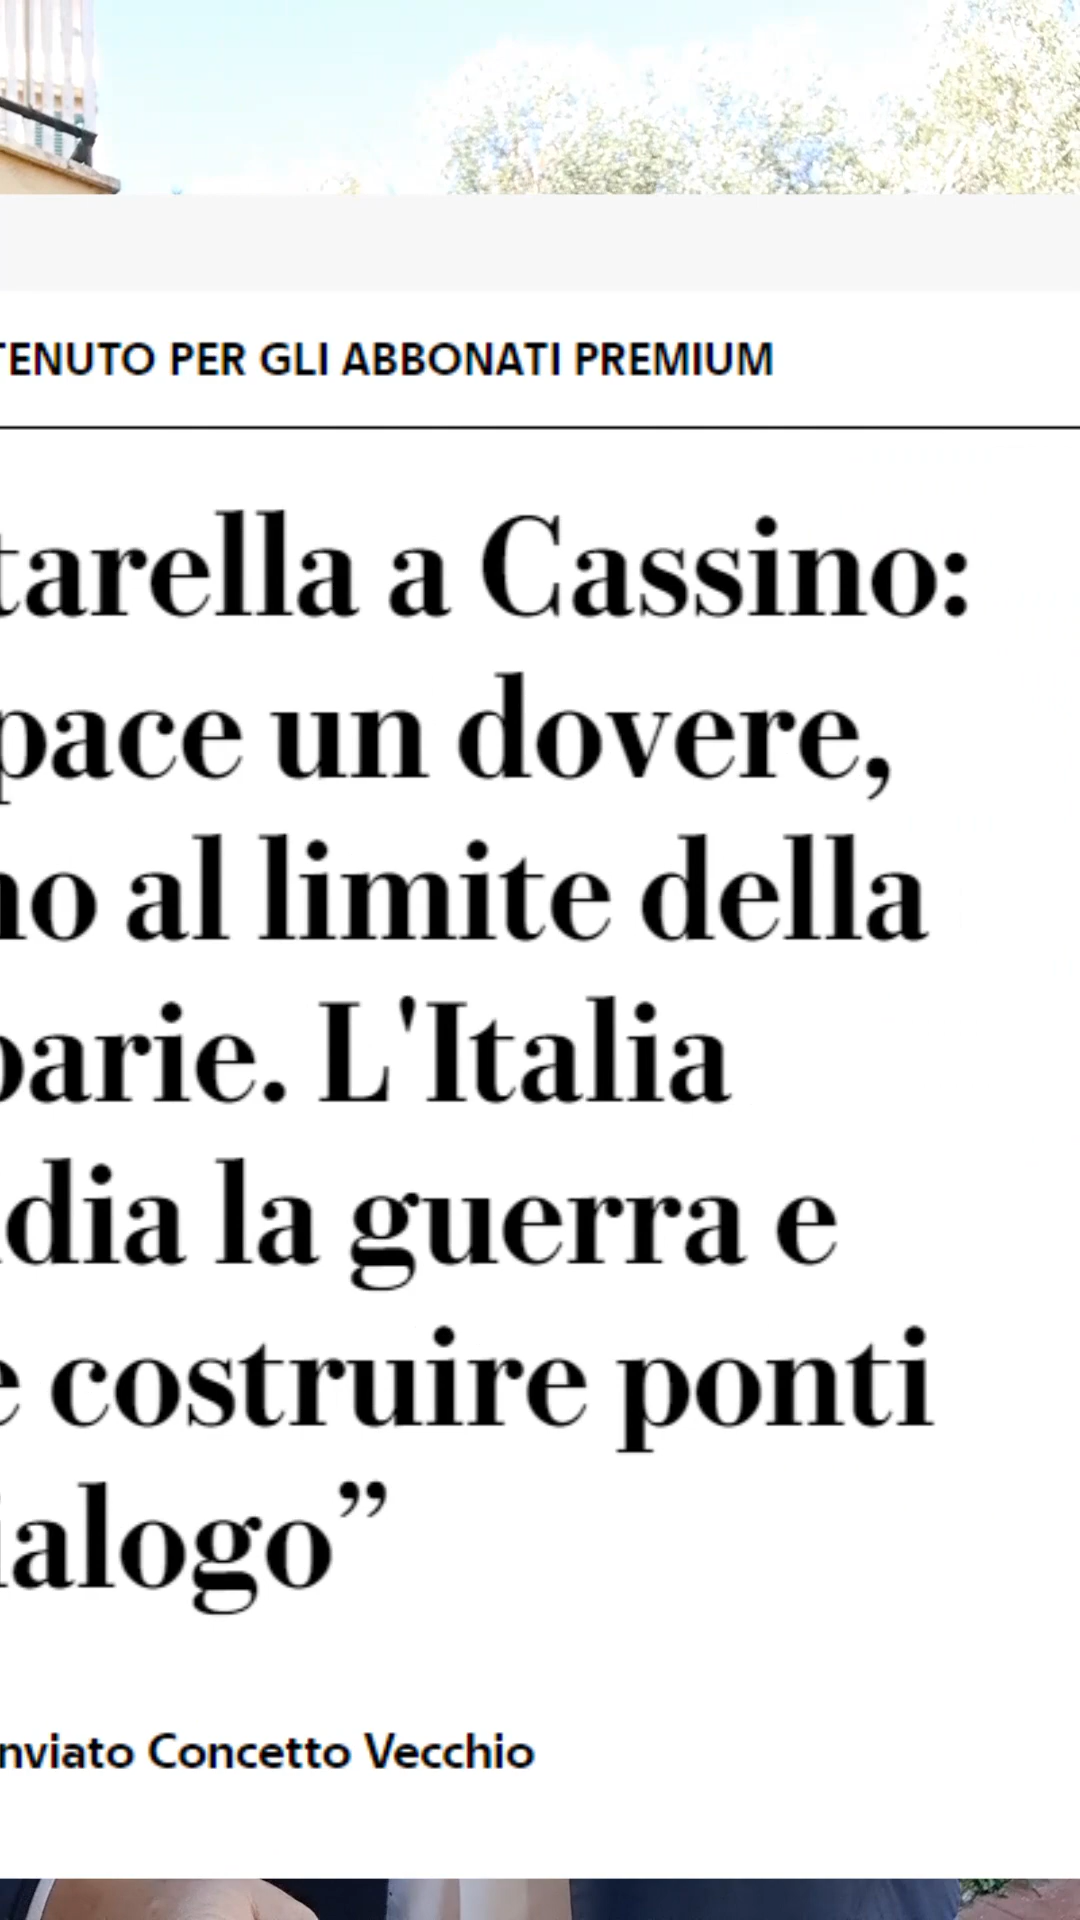 TENUTO PER GLI ABBONATI PREMIUM
tarella a Cassino:
pace un dovere,
no al limite della
barie. L'Italia
dia la guerra e
e costruire ponti
ialogo”
nviato Concetto Vecchio